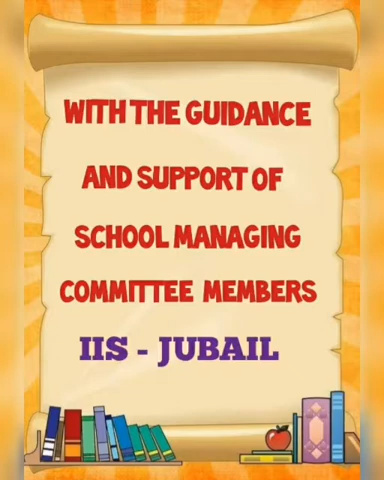 WITH THE GUIDANCE
AND SUPPORT OF
SCHOOL MANAGING
COMMITTEE MEMBERS
IIS - JUBAIL